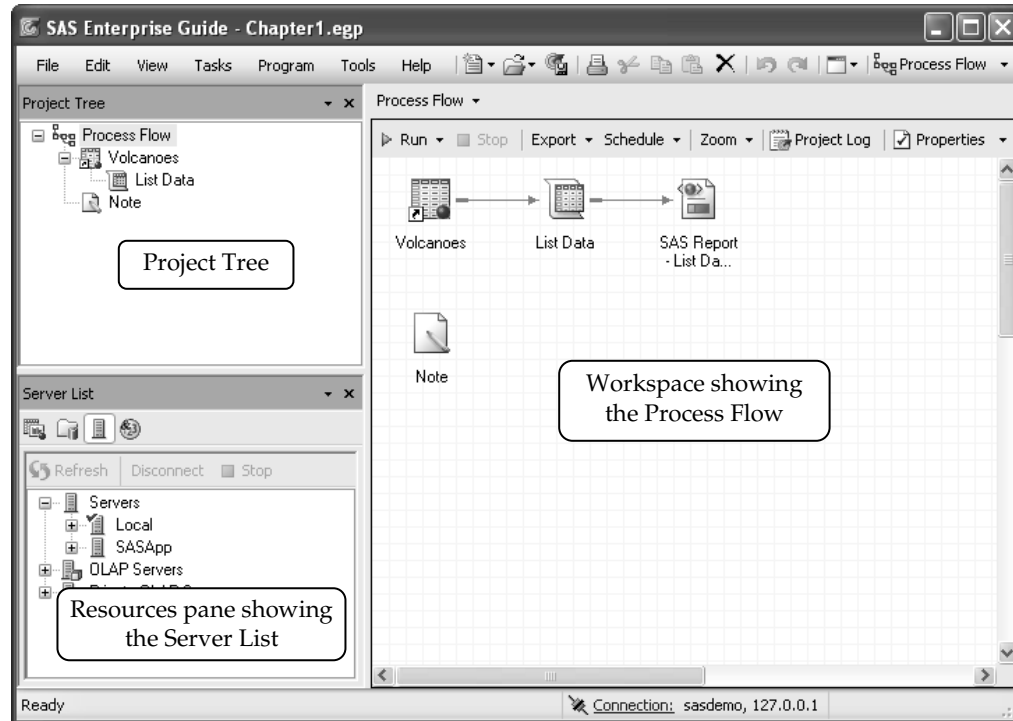 SAS Enterprise Guide - Chapter1.egp
File Edit View Tasks Program Tools Help Process Flow
Project Tree
Process Flow
Volcanoes
List Data
Note
Project Tree
Server List
Refresh Disconnect Stop
Servers
Local
SASApp
OLAP Servers
Resources pane showing
the Server List
Process Flow
Run Stop Export Schedule Zoom Project Log Properties
Volcanoes
List Data
SAS Report
- List Da...
Note
Workspace showing
the Process Flow
Ready
Connection: sasdemo, 127.0.0.1